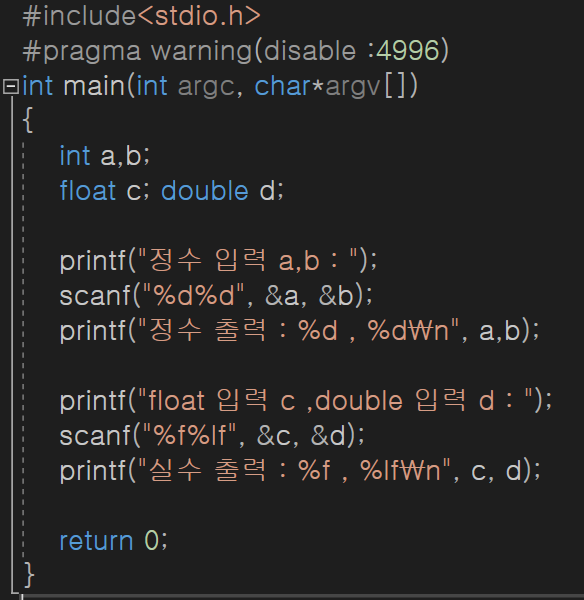 #include<stdio.h>
#pragma warning(disable :4996)
int main(int argc, char*argv[])
{
int a,b;
float c; double d;
printf("정수 입력 a,b : ");
scanf("%d%d", &a, &b);
printf("정수 출력 : %d , %d₩n", a,b);
printf("float 입력 c ,double 입력 d : ");
scanf("%f%lf", &c, &d);
printf("실수 출력 : %f , %lf₩n", c, d);
return 0;
}